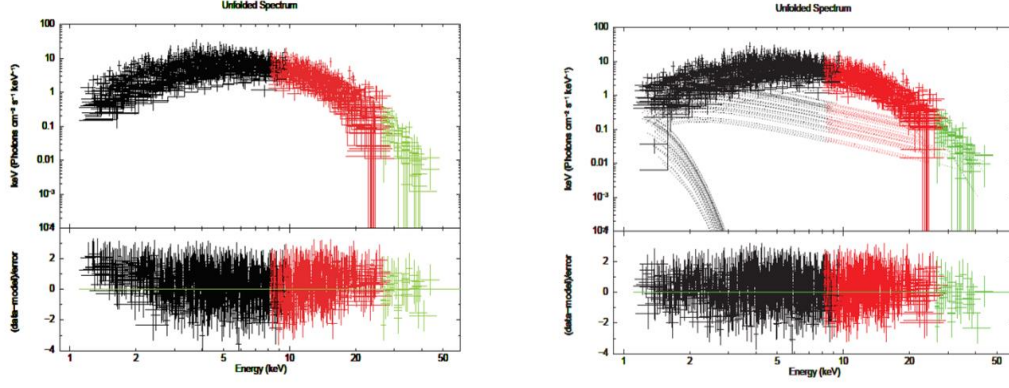 Unfolded Spectrum
keV (Photons cm⁻² s⁻¹ keV⁻¹)
100
10
1
0.1
0.01
10⁻³
10⁻⁴
(data−model)/error
2
0
−2
−4
1 2 5 10 20 50
Energy (keV)
Unfolded Spectrum
keV (Photons cm⁻² s⁻¹ keV⁻¹)
100
10
1
0.1
0.01
10⁻³
(data−model)/error
2
0
−2
−4
1 2 5 10 20 50
Energy (keV)